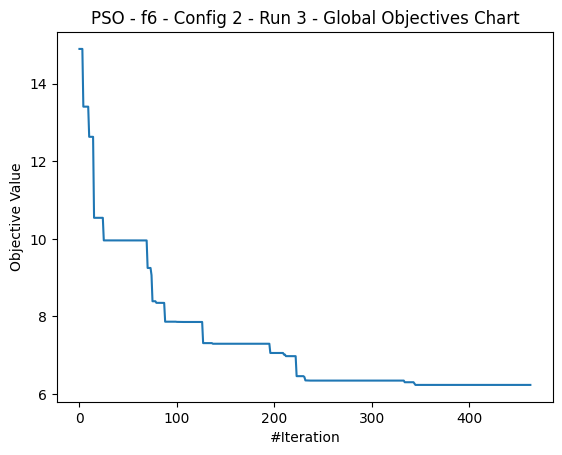 PSO - f6 - Config 2 - Run 3 - Global Objectives Chart
14
12
10
8
6
Objective Value
0 100 200 300 400
#Iteration